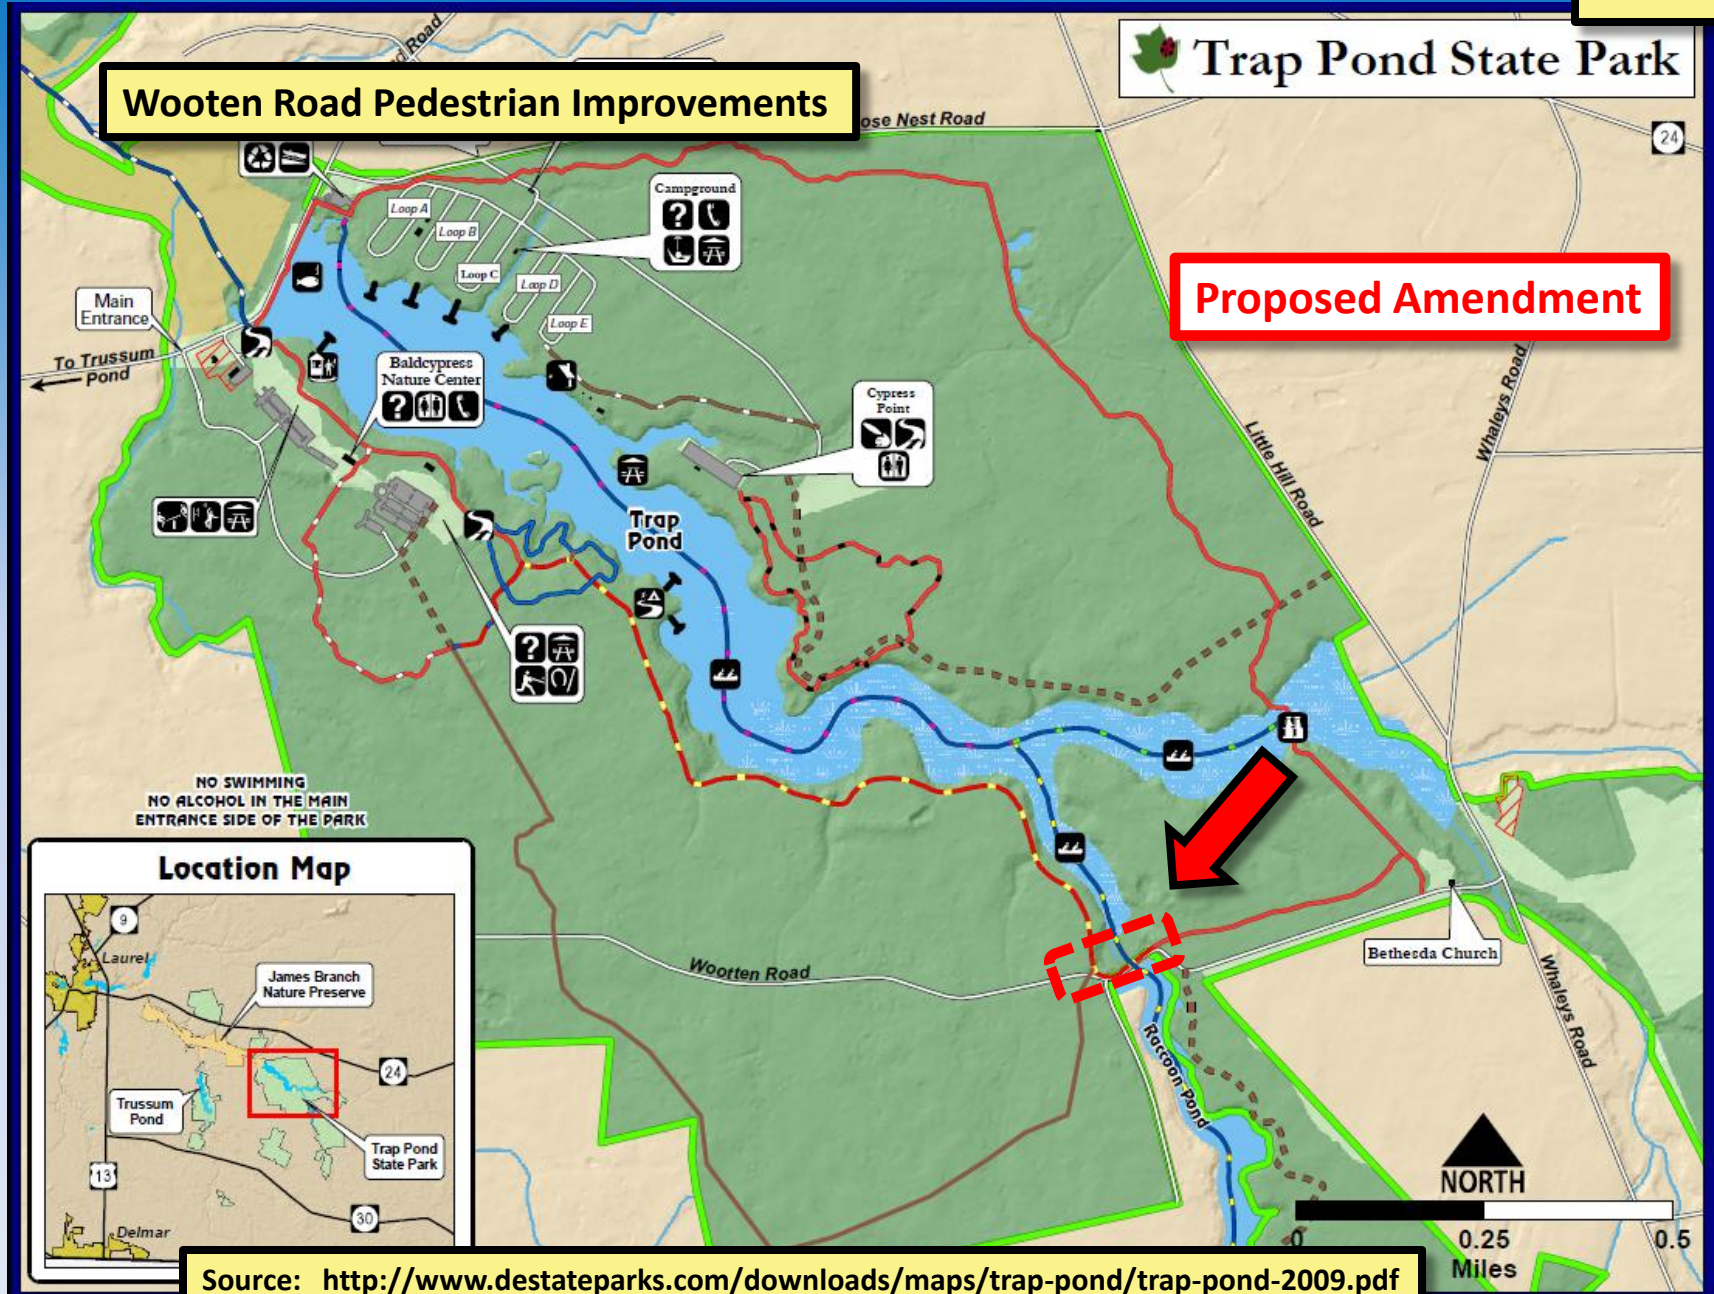 Trap Pond State Park
Wooten Road Pedestrian Improvements
Road
ose Nest Road
24
Campground
Loop A
Loop B
Loop C
Loop D
Loop E
Proposed Amendment
Main
Entrance
To Trussum
Pond
Baldcypress
Nature Center
Cypress
Point
Whaleys Road
Little Hill Road
Trap
Pond
NO SWIMMING
NO ALCOHOL IN THE MAIN
ENTRANCE SIDE OF THE PARK
Wootten Road
Bethesda Church
Whaleys Road
Raccoon Pond
Location Map
9
Laurel
James Branch
Nature Preserve
24
Trussum
Pond
Trap Pond
State Park
13
30
Delmar
NORTH
0 0.25 0.5
Miles
Source: http://www.destateparks.com/downloads/maps/trap-pond/trap-pond-2009.pdf